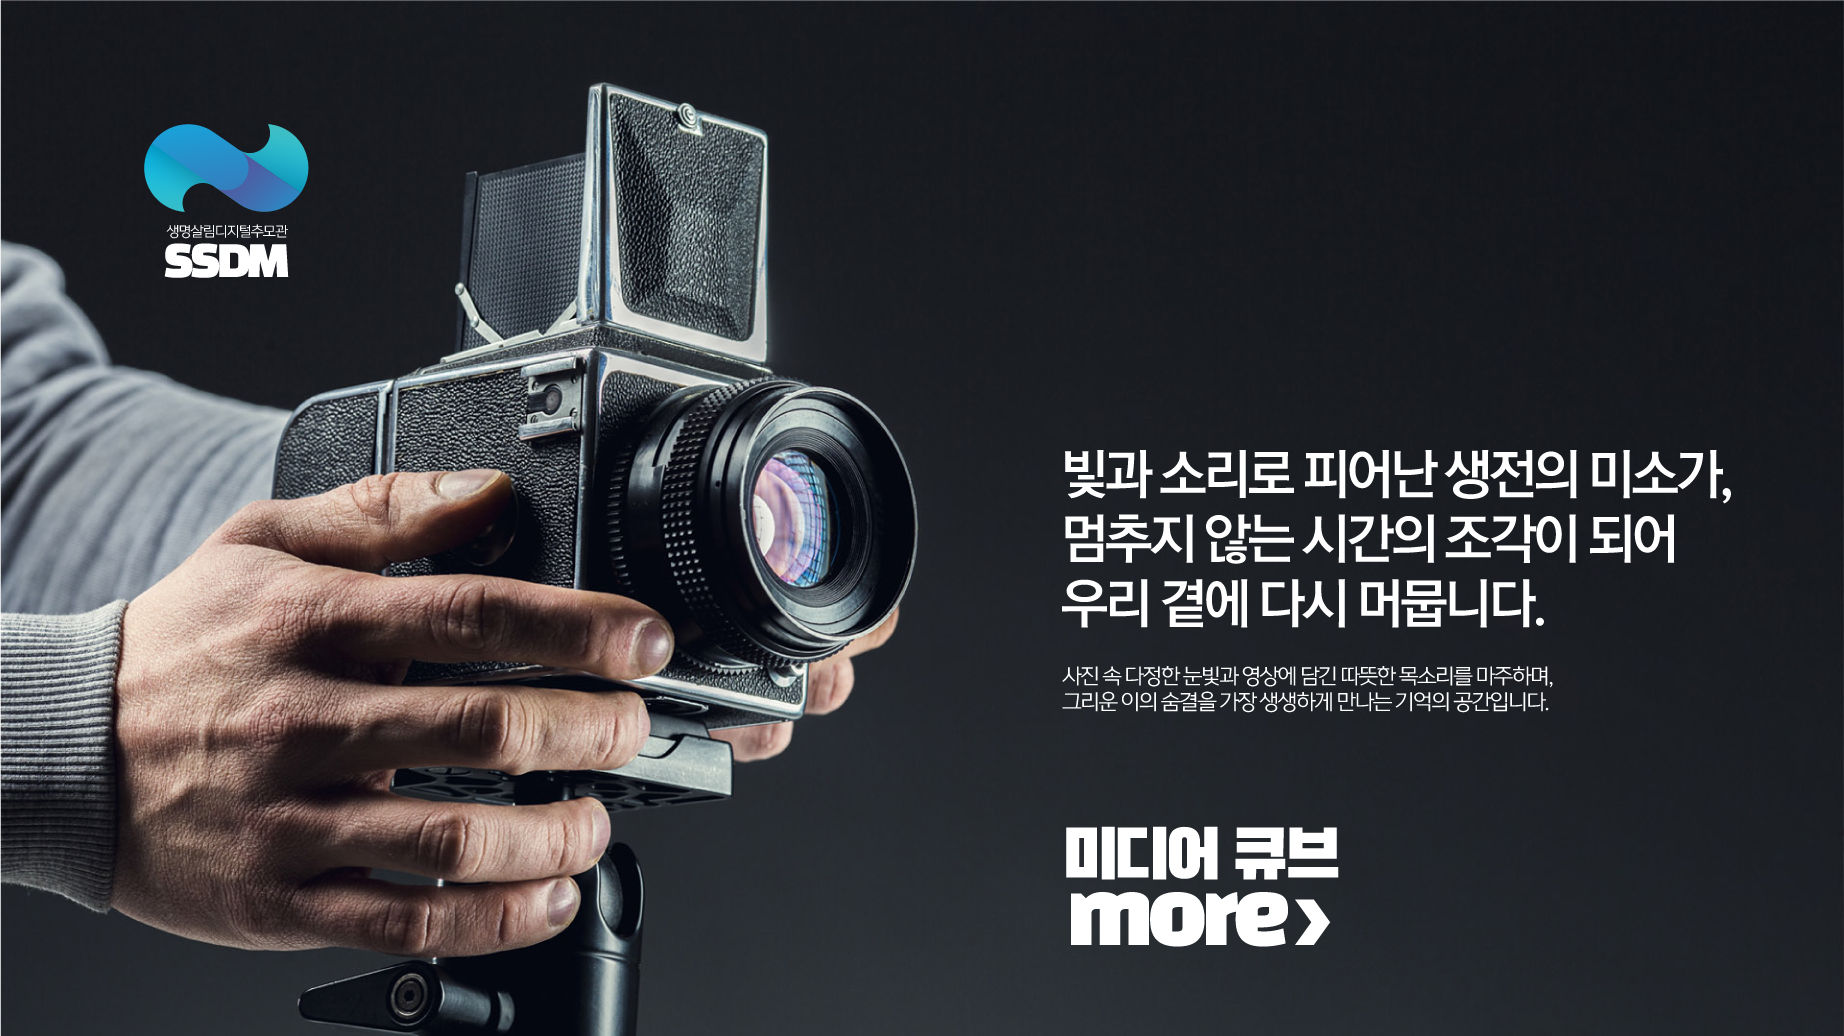 생명살림디지털추모관
SSDM
빛과 소리로 피어난 생전의 미소가,
멈추지 않는 시간의 조각이 되어
우리 곁에 다시 머뭅니다.
사진 속 다정한 눈빛과 영상에 담긴 따뜻한 목소리를 마주하며,
그리운 이의 숨결을 가장 생생하게 만나는 기억의 공간입니다.
미디어 큐브
more>